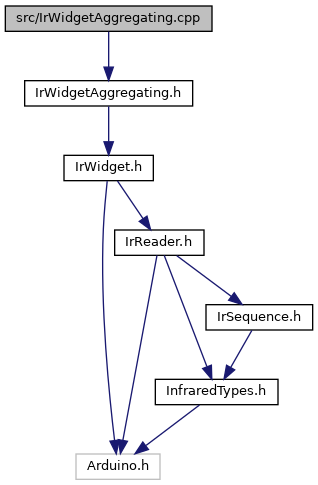 src/IrWidgetAggregating.cpp
IrWidgetAggregating.h
IrWidget.h
IrReader.h
IrSequence.h
InfraredTypes.h
Arduino.h